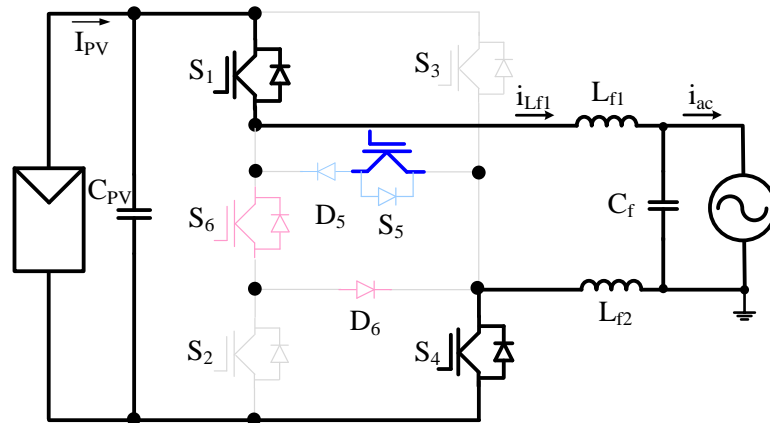 I_PV
S_1
S_3
i_Lf1
L_f1
i_ac
C_PV
S_6
D_5
S_5
C_f
D_6
L_f2
S_2
S_4